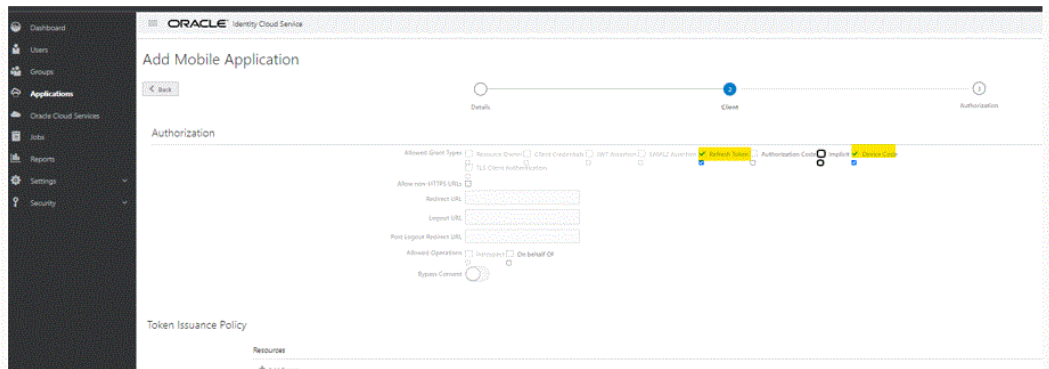 Dashboard
Users
Groups
Applications
Oracle Cloud Services
Jobs
Reports
Settings
Security
ORACLE Identity Cloud Service
Add Mobile Application
Back
2
3
Details
Client
Authorization
Authorization
Allowed Grant Types Resource Owner Client Credentials JWT Assertion SAML2 Assertion Refresh Token Authorization Code Implicit Device Code
TLS Client Authentication
Allow non-HTTPS URLs
Redirect URL
Logout URL
Post Logout Redirect URL
Allowed Operations Introspect On behalf Of
Bypass Consent
Token Issuance Policy
Resources